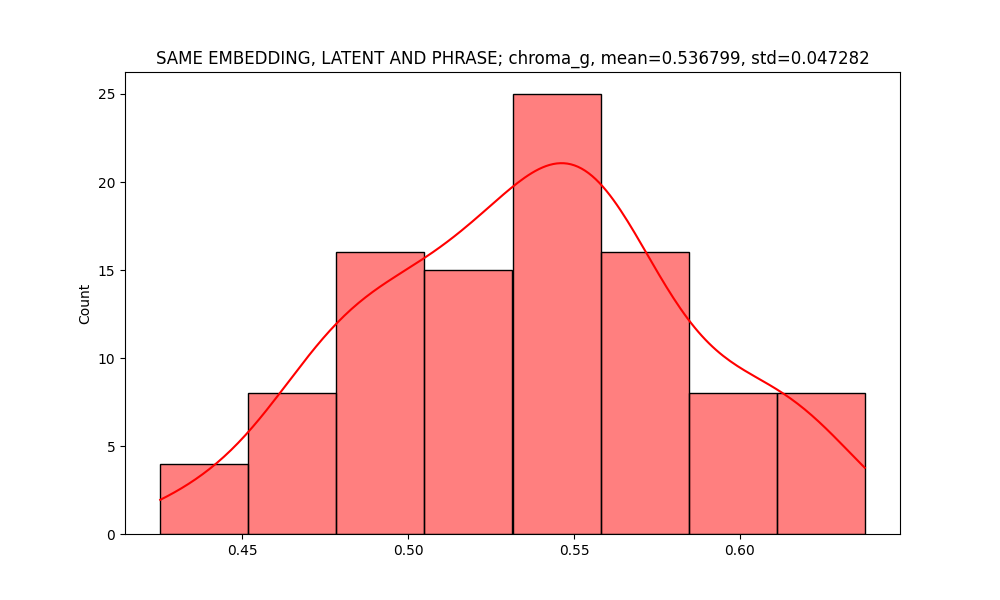 SAME EMBEDDING, LATENT AND PHRASE; chroma_g, mean=0.536799, std=0.047282
25
20
15
10
5
0
Count
0.45 0.50 0.55 0.60